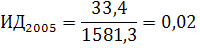 ИД2005 = 33,4 / 1581,3 = 0,02